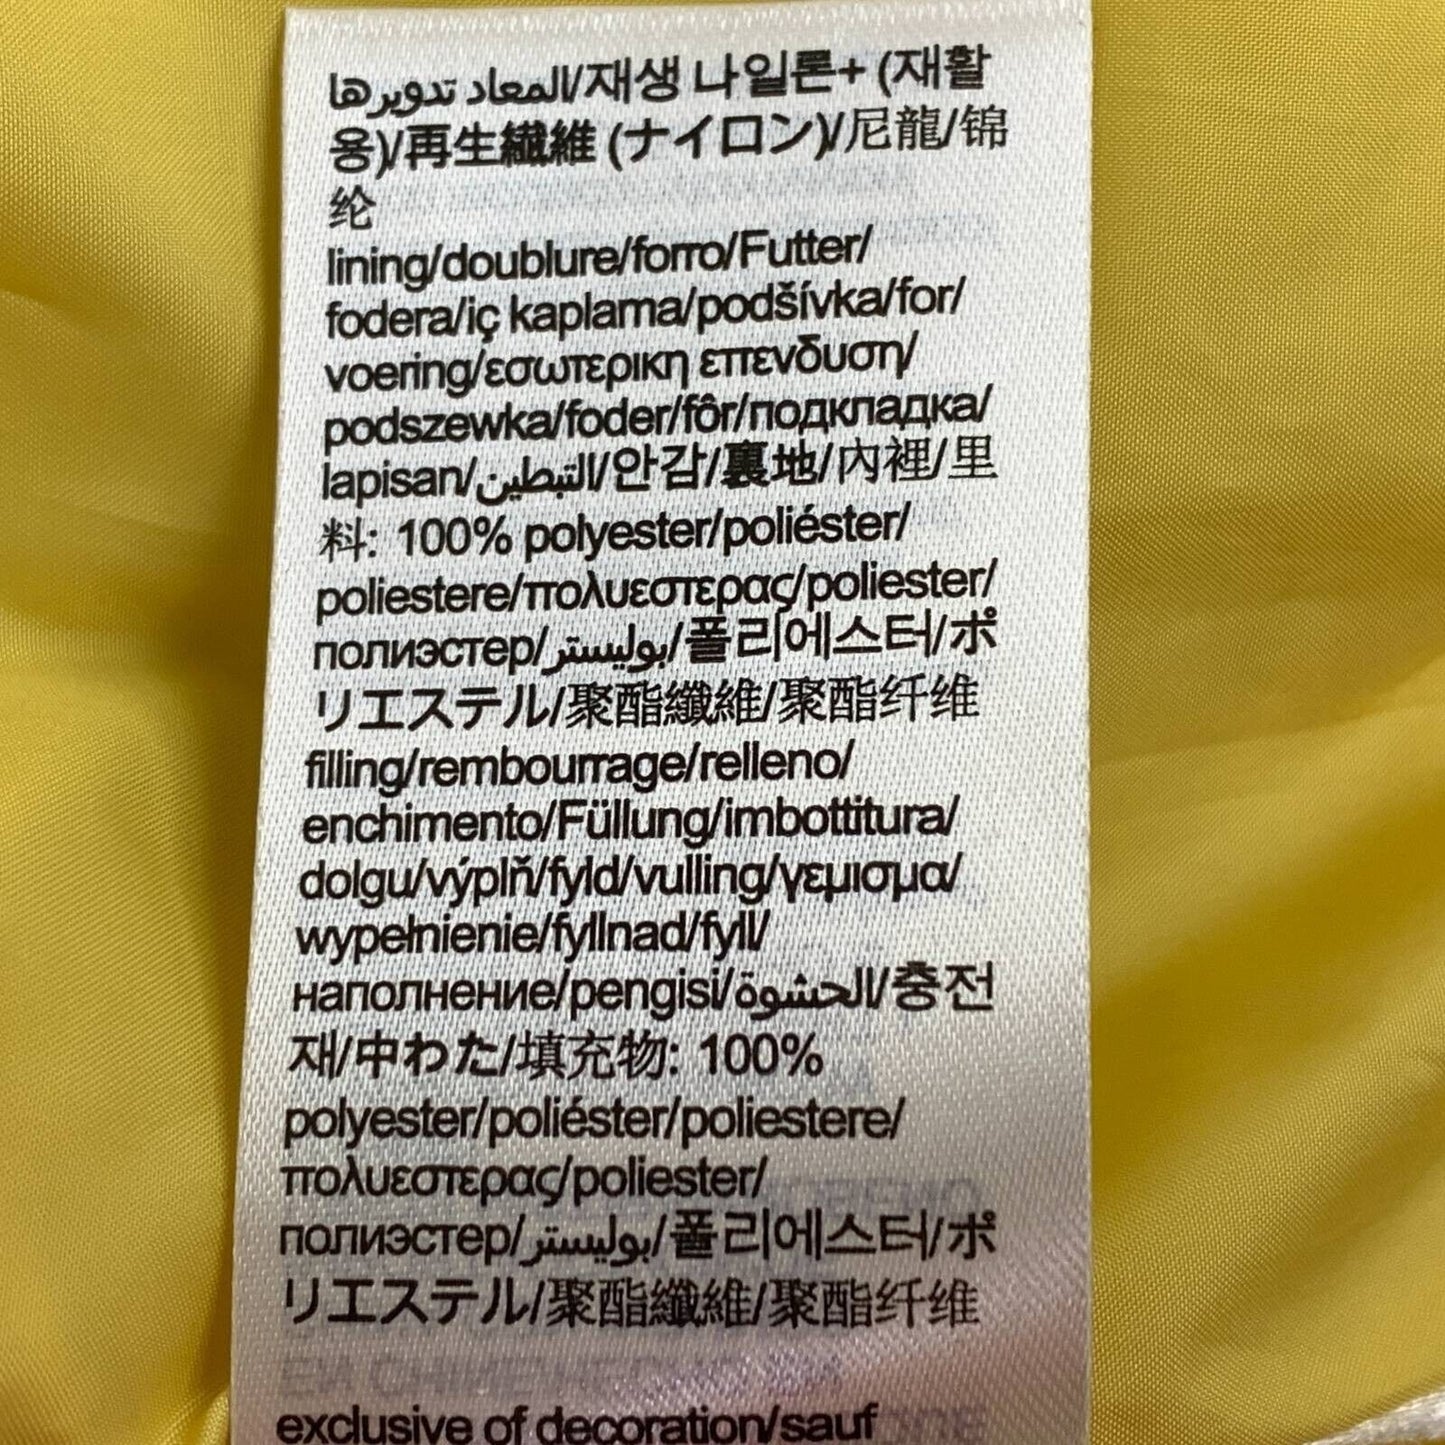 المعاد تدويرها/재생 나일론+ (재활
용)/再生繊維 (ナイロン)/尼龍/锦
纶
lining/doublure/forro/Futter/
fodera/iç kaplama/podšívka/for/
voering/εσωτερικη επενδυση/
podszewka/foder/fôr/подкладка/
lapisan/التبطين/안감/裏地/內裡/里
料: 100% polyester/poliéster/
poliestere/πολυεστερας/poliester/
полиэстер/بوليستر/폴리에스터/ポ
リエステル/聚酯纖維/聚酯纤维
filling/rembourrage/relleno/
enchimento/Füllung/imbottitura/
dolgu/výplň/fyld/vulling/γεμισμα/
wypełnienie/fyllnad/fyll/
наполнение/pengisi/الحشوة/충전
재/中わた/填充物: 100%
polyester/poliéster/poliestere/
πολυεστερας/poliester/
полиэстер/بوليستر/폴리에스터/ポ
リエステル/聚酯纖維/聚酯纤维
exclusive of decoration/sauf